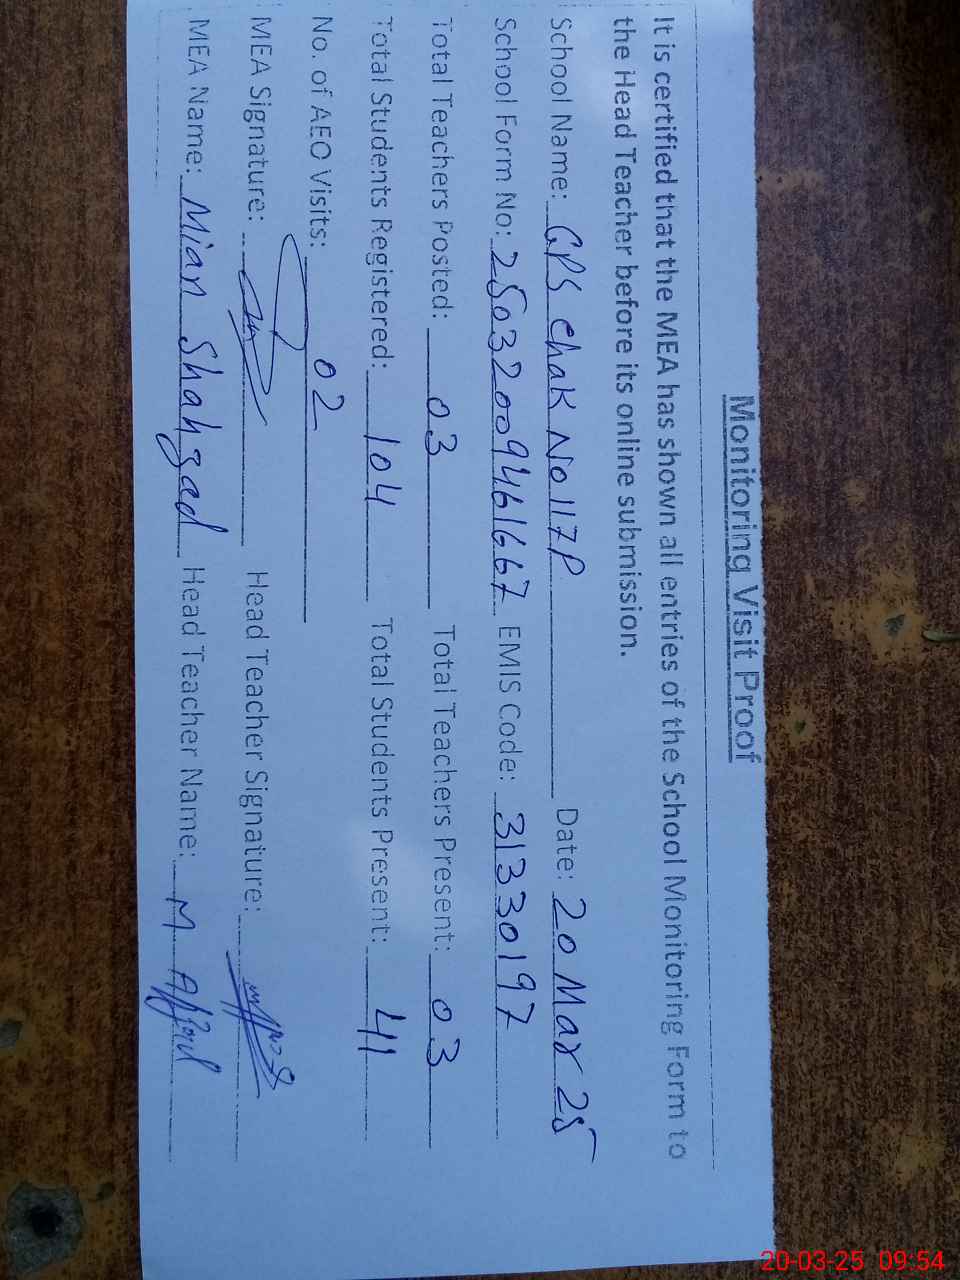 Monitoring Visit Proof
It is certified that the MEA has shown all entries of the School Monitoring Form to
the Head Teacher before its online submission.
School Name: GPS Chak No 117P Date: 20 Mar 25
School Form No: 25032009461667 EMIS Code: 31330197
Total Teachers Posted: 03 Total Teachers Present: 03
Total Students Registered: 104 Total Students Present: 41
No. of AEO Visits: 02
MEA Signature: Head Teacher Signature:
MEA Name: Mian Shahzad Head Teacher Name: M
20-03-25 09:54